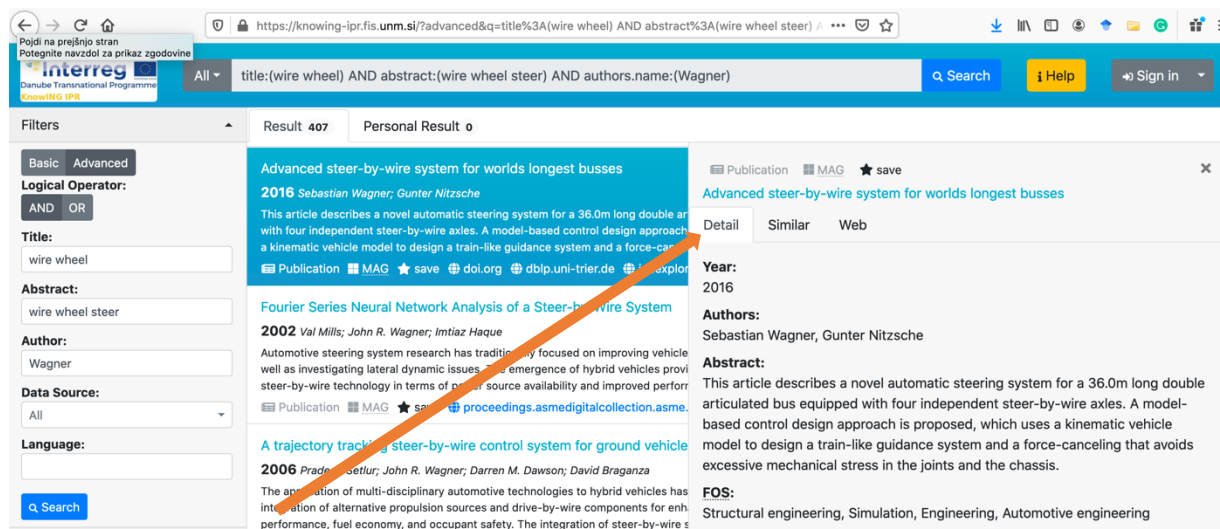 https://knowing-ipr.fis.unm.si/?advanced&q=title%3A(wire wheel) AND abstract%3A(wire wheel steer) A
Pojdi na prejšnjo stran
Potegnite navzdol za prikaz zgodovine
Interreg
Danube Transnational Programme
KnowING IPR
All
title:(wire wheel) AND abstract:(wire wheel steer) AND authors.name:(Wagner)
Search
i Help
Sign in
Filters
Basic Advanced
Logical Operator:
AND OR
Title:
wire wheel
Abstract:
wire wheel steer
Author:
Wagner
Data Source:
All
Language:
Search
Result 407 Personal Result 0
Advanced steer-by-wire system for worlds longest busses
2016 Sebastian Wagner; Gunter Nitzsche
This article describes a novel automatic steering system for a 36.0m long double ar
with four independent steer-by-wire axles. A model-based control design approach
a kinematic vehicle model to design a train-like guidance system and a
Publication MAG save doi.org dblp.uni-trier.de
Fourier Series Neural Network Analysis of a Steer-by-Wire System
2002 Val Mills; John R. Wagner; Imtiaz Haque
Automotive steering system research has traditionally focused on improving vehicle
well as investigating lateral dynamic issues. The emergence of hybrid vehicles provi
steer-by-wire technology in terms of power source availability and improved perforr
Publication MAG save proceedings.asmedigitalcollection.asme.
A trajectory tracking steer-by-wire control system for ground vehicle
2006 John R. Wagner; Darren M. Dawson; David Braganza
The application of multi-disciplinary automotive technologies to hybrid vehicles has
integration of alternative propulsion sources and drive-by-wire components for enh
performance, fuel economy, and occupant safety. The integration of steer-by-wire s
Publication MAG save
Advanced steer-by-wire system for worlds longest busses
Detail Similar Web
Year:
2016
Authors:
Sebastian Wagner, Gunter Nitzsche
Abstract:
This article describes a novel automatic steering system for a 36.0m long double
articulated bus equipped with four independent steer-by-wire axles. A model-
based control design approach is proposed, which uses a kinematic vehicle
model to design a train-like guidance system and a force-canceling that avoids
excessive mechanical stress in the joints and the chassis.
FOS:
Structural engineering, Simulation, Engineering, Automotive engineering